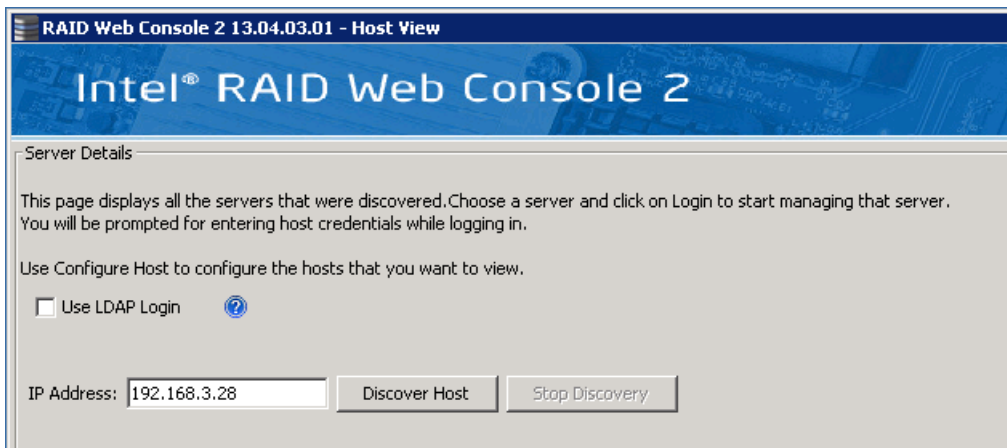 RAID Web Console 2 13.04.03.01 - Host View
Intel® RAID Web Console 2
Server Details
This page displays all the servers that were discovered.Choose a server and click on Login to start managing that server.
You will be prompted for entering host credentials while logging in.
Use Configure Host to configure the hosts that you want to view.
Use LDAP Login ?
IP Address: 192.168.3.28 Discover Host Stop Discovery